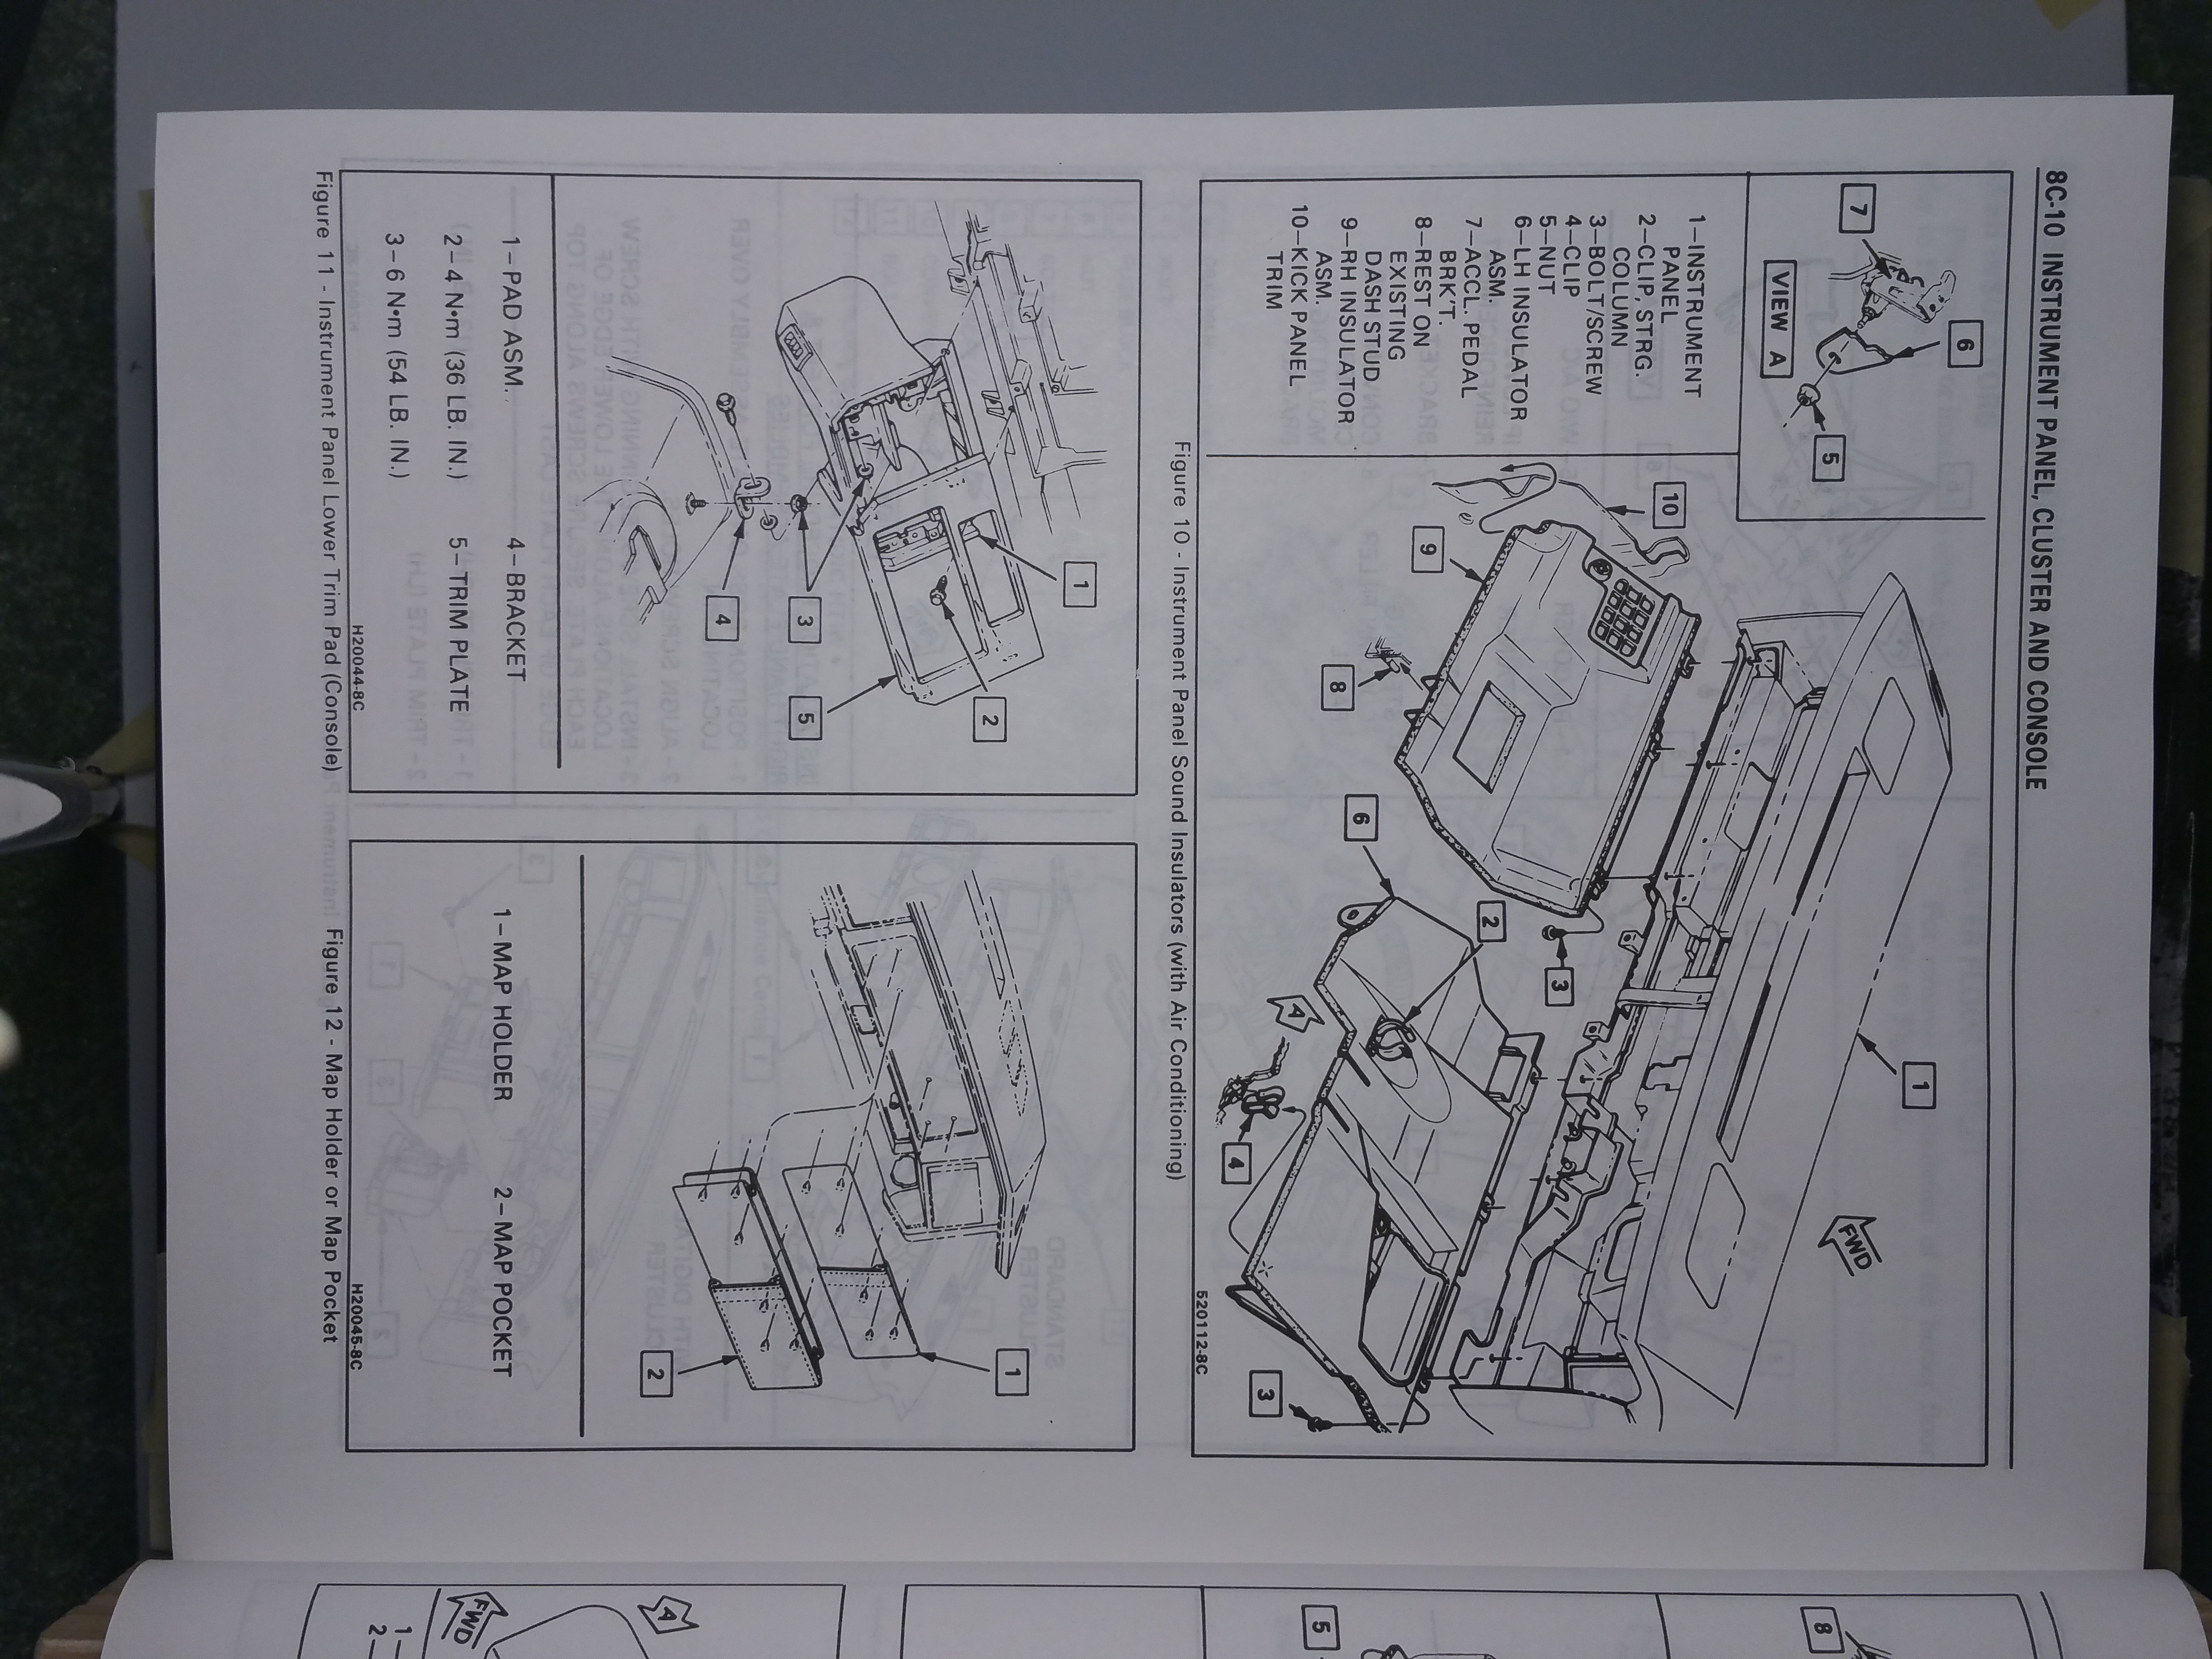 8C-10 INSTRUMENT PANEL, CLUSTER AND CONSOLE
7
6
VIEW A
5
1–INSTRUMENT
PANEL
2–CLIP, STRG.
COLUMN
3–BOLT/SCREW
4–CLIP
5–NUT
6–LH INSULATOR
ASM.
7–ACCL. PEDAL
BRK'T.
8–REST ON
EXISTING
DASH STUD
9–RH INSULATOR
ASM.
10–KICK PANEL
TRIM
10
9
8
6
2
3
A
4
1
FWD
3
520112-8C
Figure 10 - Instrument Panel Sound Insulators (with Air Conditioning)
1
2
3
4
5
1–PAD ASM.
2–4 N•m (36 LB. IN.)
3–6 N•m (54 LB. IN.)
4–BRACKET
5–TRIM PLATE
H20044-8C
Figure 11 - Instrument Panel Lower Trim Pad (Console)
1
2
1–MAP HOLDER
2–MAP POCKET
H20045-8C
Figure 12 - Map Holder or Map Pocket
8
5
A
FWD
1–
2–